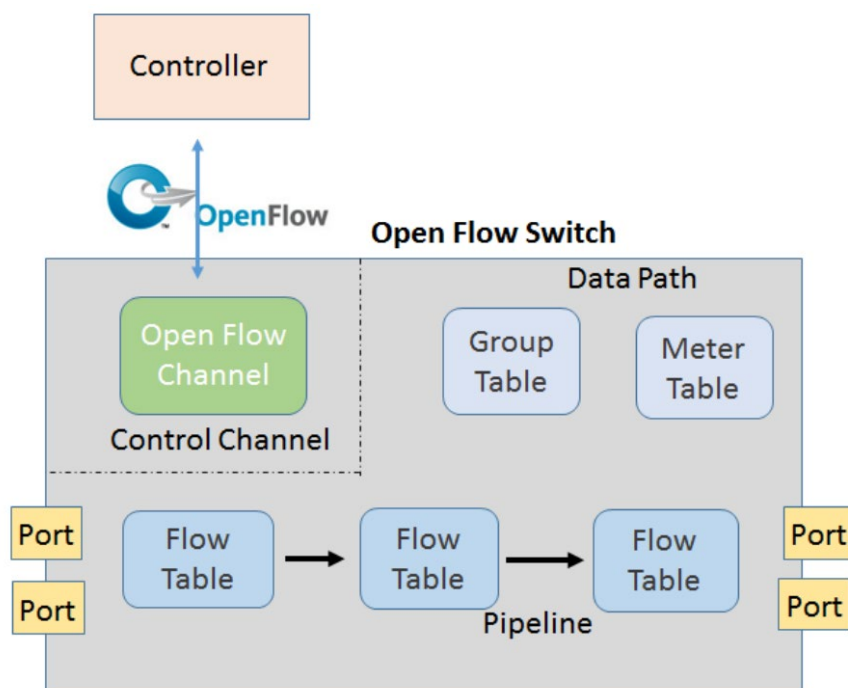 Controller
OpenFlow
™
Open Flow Switch
Data Path
Open Flow
Channel
Group
Table
Meter
Table
Control Channel
Port
Port
Flow
Table
Flow
Table
Flow
Table
Port
Port
Pipeline